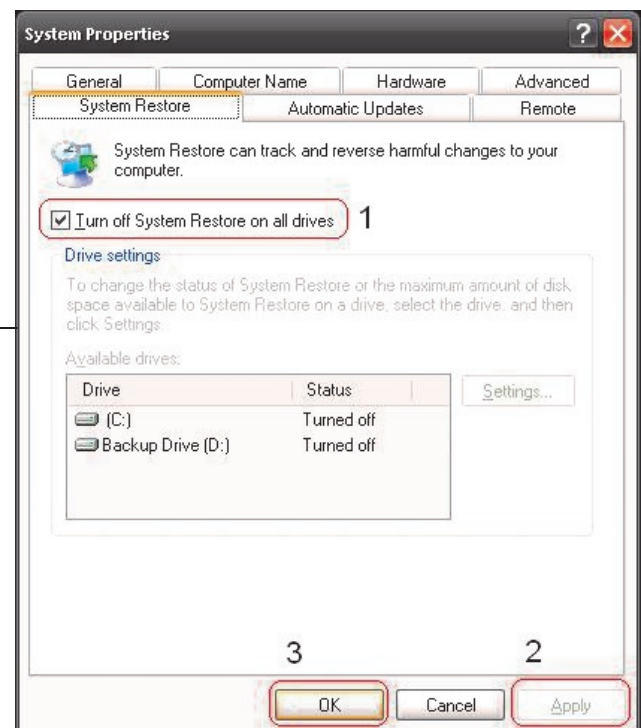 System Properties
?
General Computer Name Hardware Advanced
System Restore Automatic Updates Remote
System Restore can track and reverse harmful changes to your
computer.
Turn off System Restore on all drives 1
Drive settings
To change the status of System Restore or the maximum amount of disk
space available to System Restore on a drive, select the drive, and then
click Settings.
Available drives:
Drive Status
Settings...
(C:) Turned off
Backup Drive (D:) Turned off
3 2
OK Cancel Apply